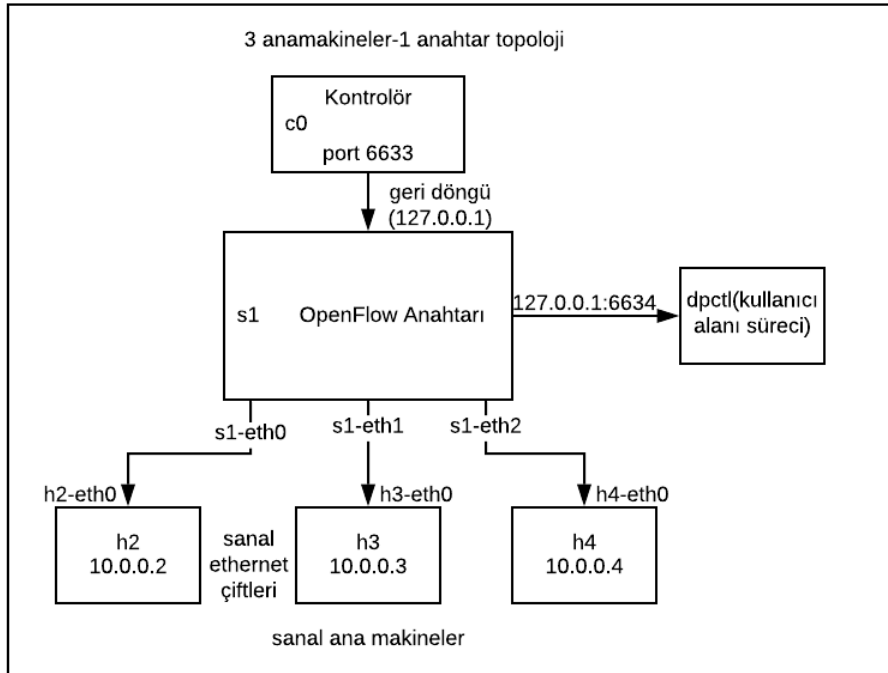 3 anamakineler-1 anahtar topoloji
Kontrolör
c0
port 6633
geri döngü
(127.0.0.1)
s1 OpenFlow Anahtarı
127.0.0.1:6634
dpctl(kullanıcı
alanı süreci)
s1-eth0 s1-eth1 s1-eth2
h2-eth0 h3-eth0 h4-eth0
h2
10.0.0.2
sanal
ethernet
çiftleri
h3
10.0.0.3
h4
10.0.0.4
sanal ana makineler